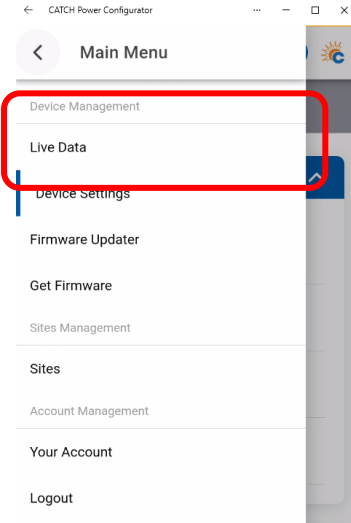 CATCH Power Configurator
Main Menu
Device Management
Live Data
Device Settings
Firmware Updater
Get Firmware
Sites Management
Sites
Account Management
Your Account
Logout